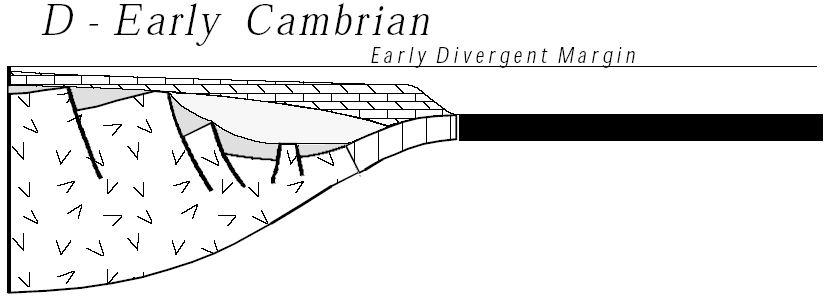 D - Early Cambrian
Early Divergent Margin